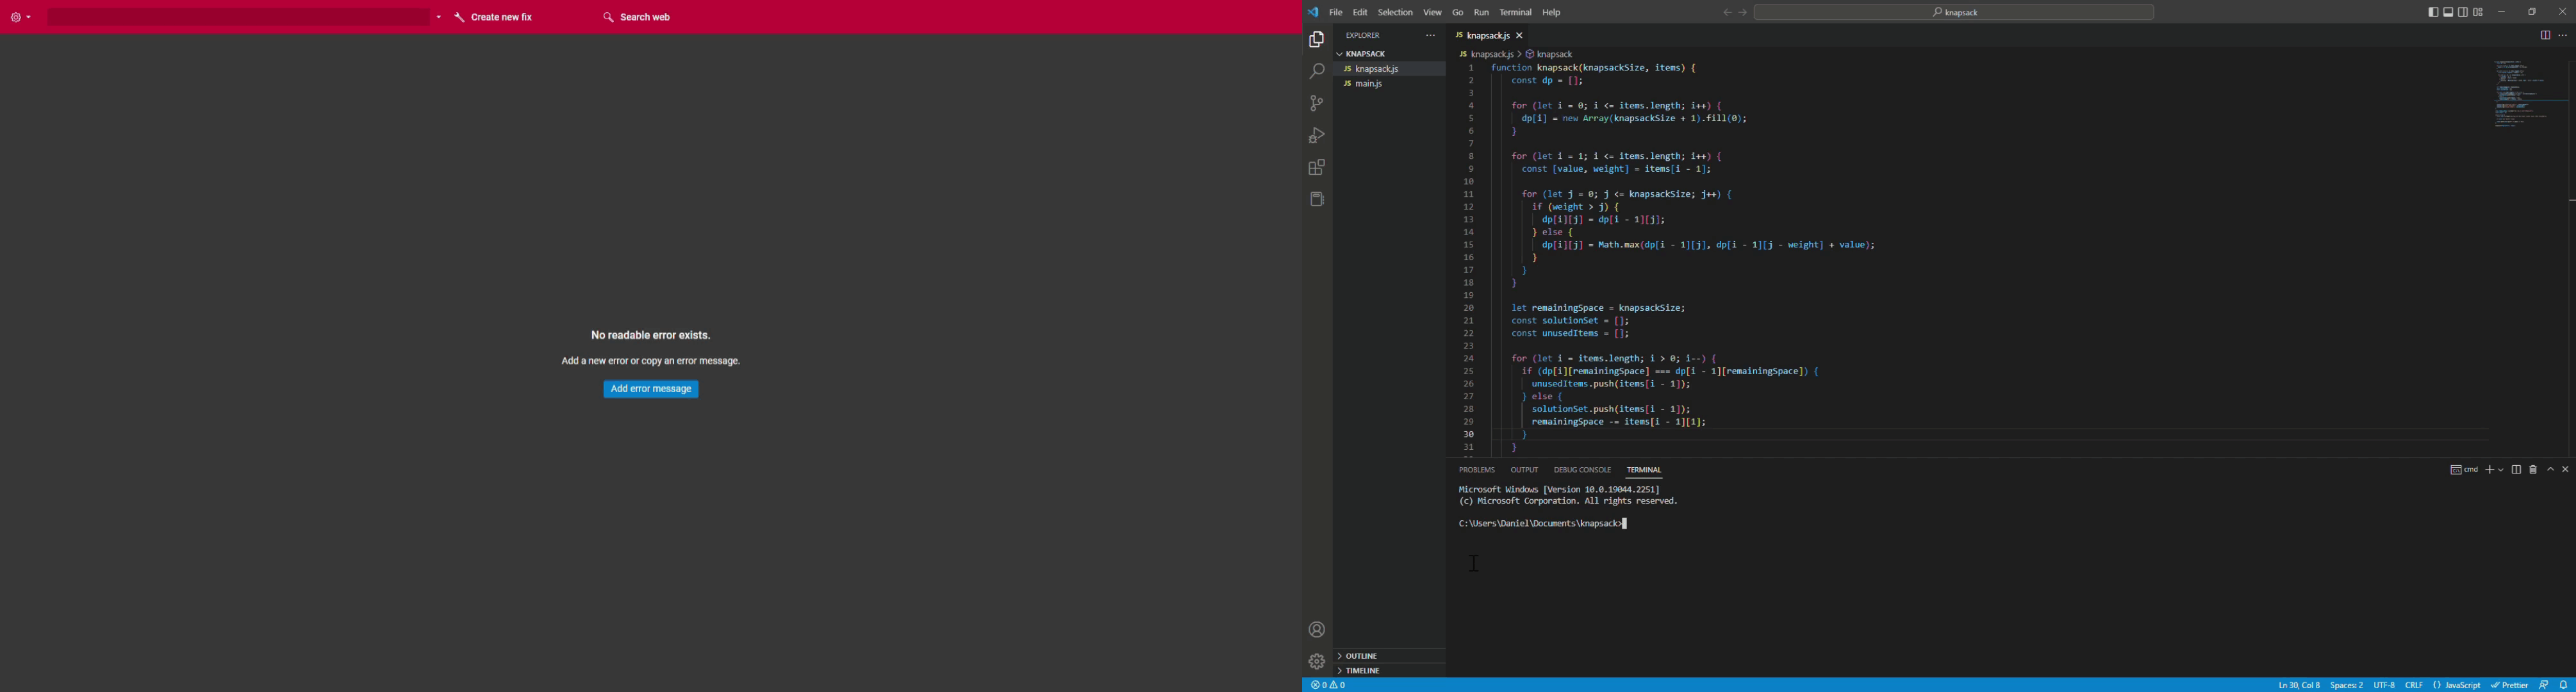 Create new fix
Search web
No readable error exists.
Add a new error or copy an error message.
Add error message
File Edit Selection View Go Run Terminal Help
knapsack
EXPLORER
KNAPSACK
JS knapsack.js
JS main.js
OUTLINE
TIMELINE
JS knapsack.js
JS knapsack.js > knapsack
1 function knapsack(knapsackSize, items) {
2 const dp = [];
3
4 for (let i = 0; i <= items.length; i++) {
5 dp[i] = new Array(knapsackSize + 1).fill(0);
6 }
7
8 for (let i = 1; i <= items.length; i++) {
9 const [value, weight] = items[i - 1];
10
11 for (let j = 0; j <= knapsackSize; j++) {
12 if (weight > j) {
13 dp[i][j] = dp[i - 1][j];
14 } else {
15 dp[i][j] = Math.max(dp[i - 1][j], dp[i - 1][j - weight] + value);
16 }
17 }
18 }
19
20 let remainingSpace = knapsackSize;
21 const solutionSet = [];
22 const unusedItems = [];
23
24 for (let i = items.length; i > 0; i--) {
25 if (dp[i][remainingSpace] === dp[i - 1][remainingSpace]) {
26 unusedItems.push(items[i - 1]);
27 } else {
28 solutionSet.push(items[i - 1]);
29 remainingSpace -= items[i - 1][1];
30 }
31 }
PROBLEMS OUTPUT DEBUG CONSOLE TERMINAL
cmd
Microsoft Windows [Version 10.0.19044.2251]
(c) Microsoft Corporation. All rights reserved.
C:\Users\Daniel\Documents\knapsack>
0 0
Ln 30, Col 8 Spaces: 2 UTF-8 CRLF {} JavaScript Prettier